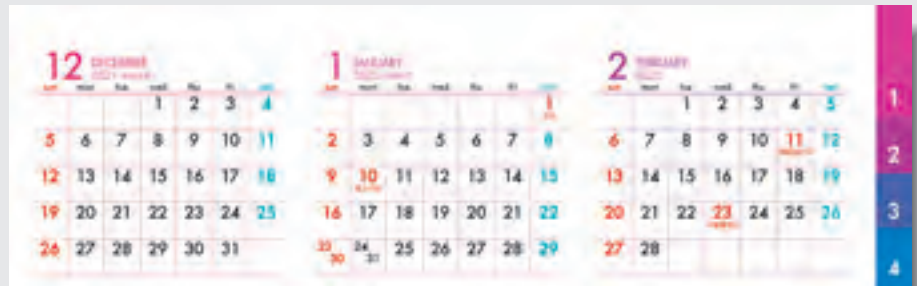 12 DECEMBER
sun mon tue wed thu fri sat
1 2 3 4
5 6 7 8 9 10 11
12 13 14 15 16 17 18
19 20 21 22 23 24 25
26 27 28 29 30 31
1 JANUARY
sun mon tue wed thu fri sat
1
2 3 4 5 6 7 8
9 10 11 12 13 14 15
16 17 18 19 20 21 22
23 30 24 31 25 26 27 28 29
2 FEBRUARY
sun mon tue wed thu fri sat
1 2 3 4 5
6 7 8 9 10 11 12
13 14 15 16 17 18 19
20 21 22 23 24 25 26
27 28
1
2
3
4